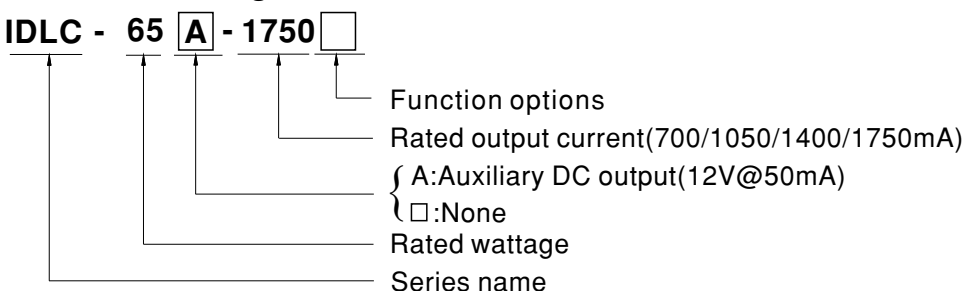 IDLC - 65 A - 1750 □
Function options
Rated output current(700/1050/1400/1750mA)
A:Auxiliary DC output(12V@50mA)
□:None
Rated wattage
Series name